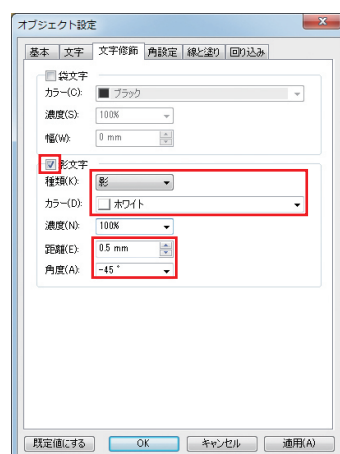 オブジェクト設定
基本 文字 文字修飾 角設定 線と塗り 回り込み
袋文字
カラー(C): ブラック
濃度(S): 100%
幅(W): 0 mm
影文字
種類(K): 影
カラー(D): ホワイト
濃度(N): 100%
距離(E): 0.5 mm
角度(A): -45 °
既定値にする OK キャンセル 適用(A)